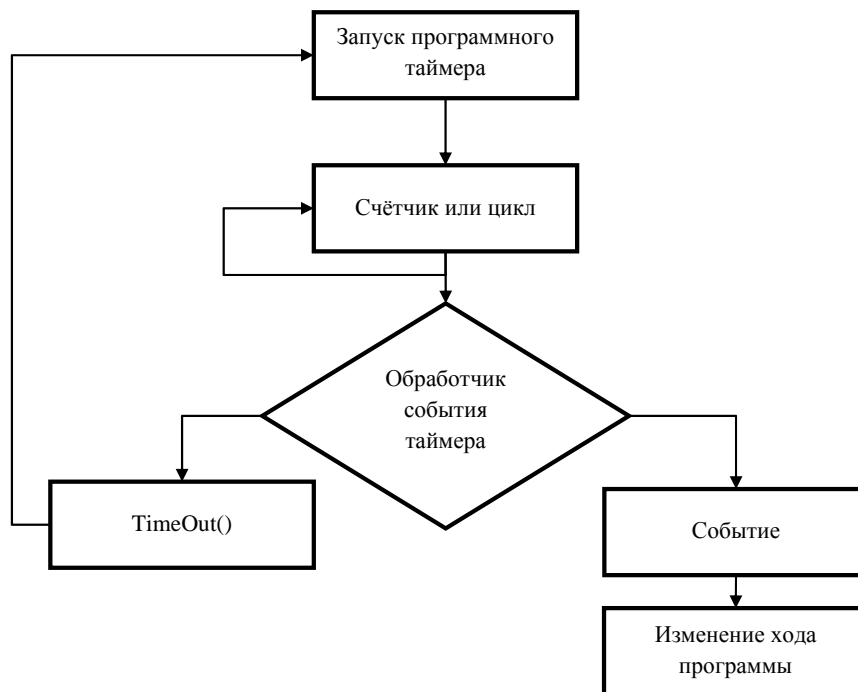 Запуск программного
таймера
Счётчик или цикл
Обработчик
события
таймера
TimeOut()
Событие
Изменение хода
программы